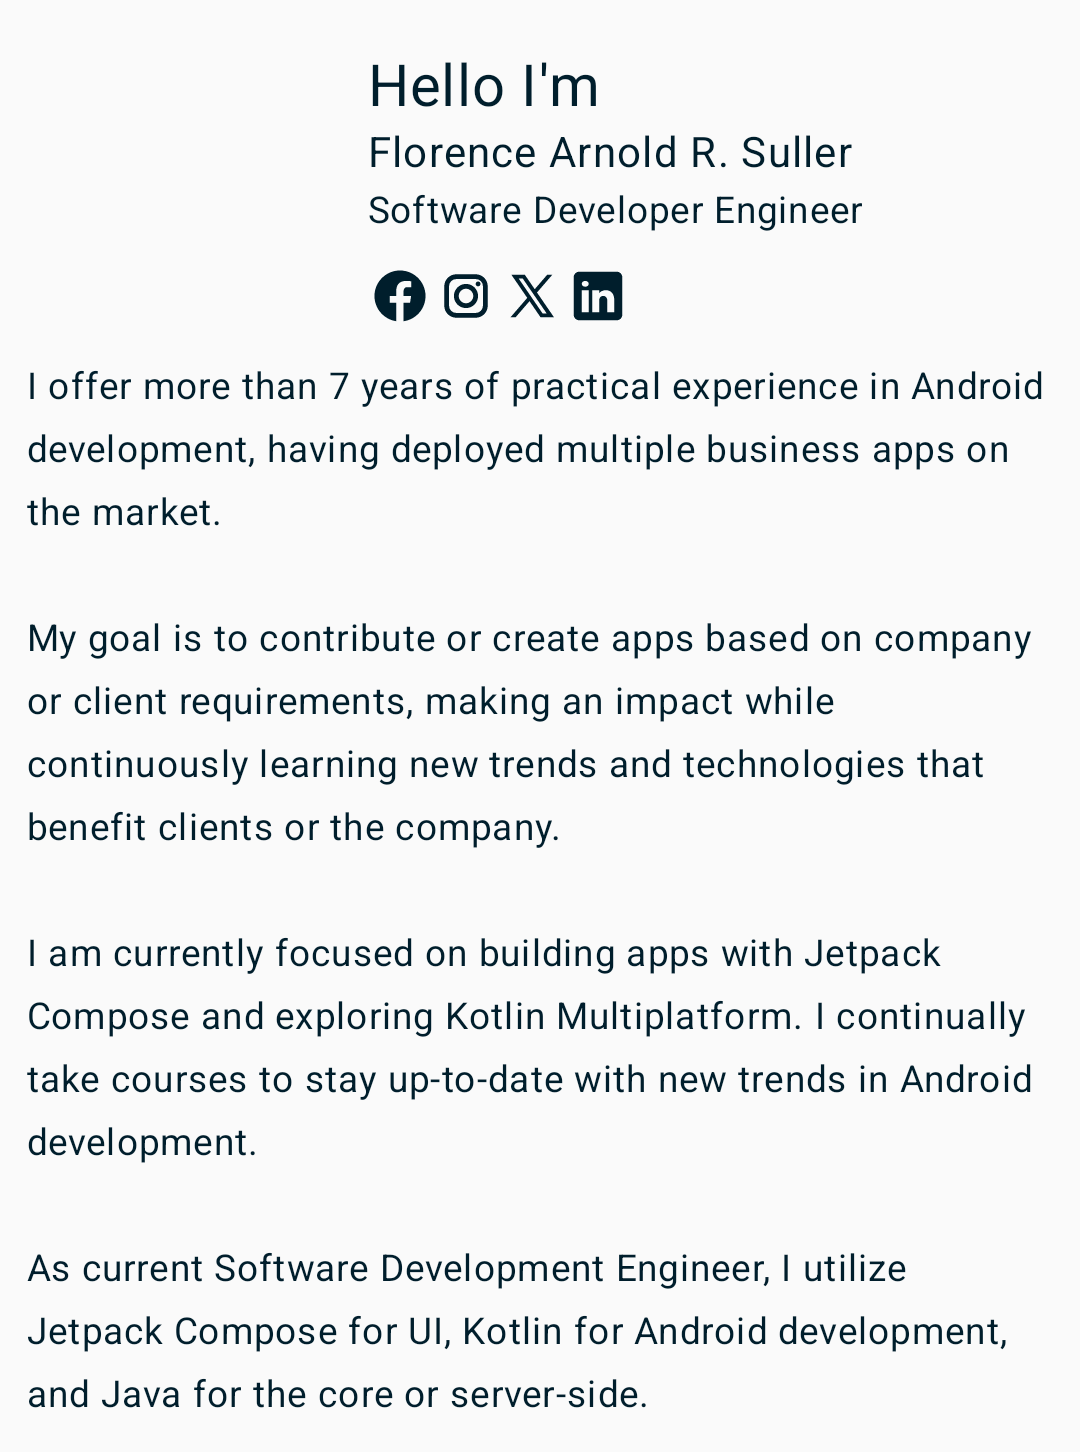 Hello I'm
Florence Arnold R. Suller
Software Developer Engineer
I offer more than 7 years of practical experience in Android
development, having deployed multiple business apps on
the market.
My goal is to contribute or create apps based on company
or client requirements, making an impact while
continuously learning new trends and technologies that
benefit clients or the company.
I am currently focused on building apps with Jetpack
Compose and exploring Kotlin Multiplatform. I continually
take courses to stay up-to-date with new trends in Android
development.
As current Software Development Engineer, I utilize
Jetpack Compose for UI, Kotlin for Android development,
and Java for the core or server-side.